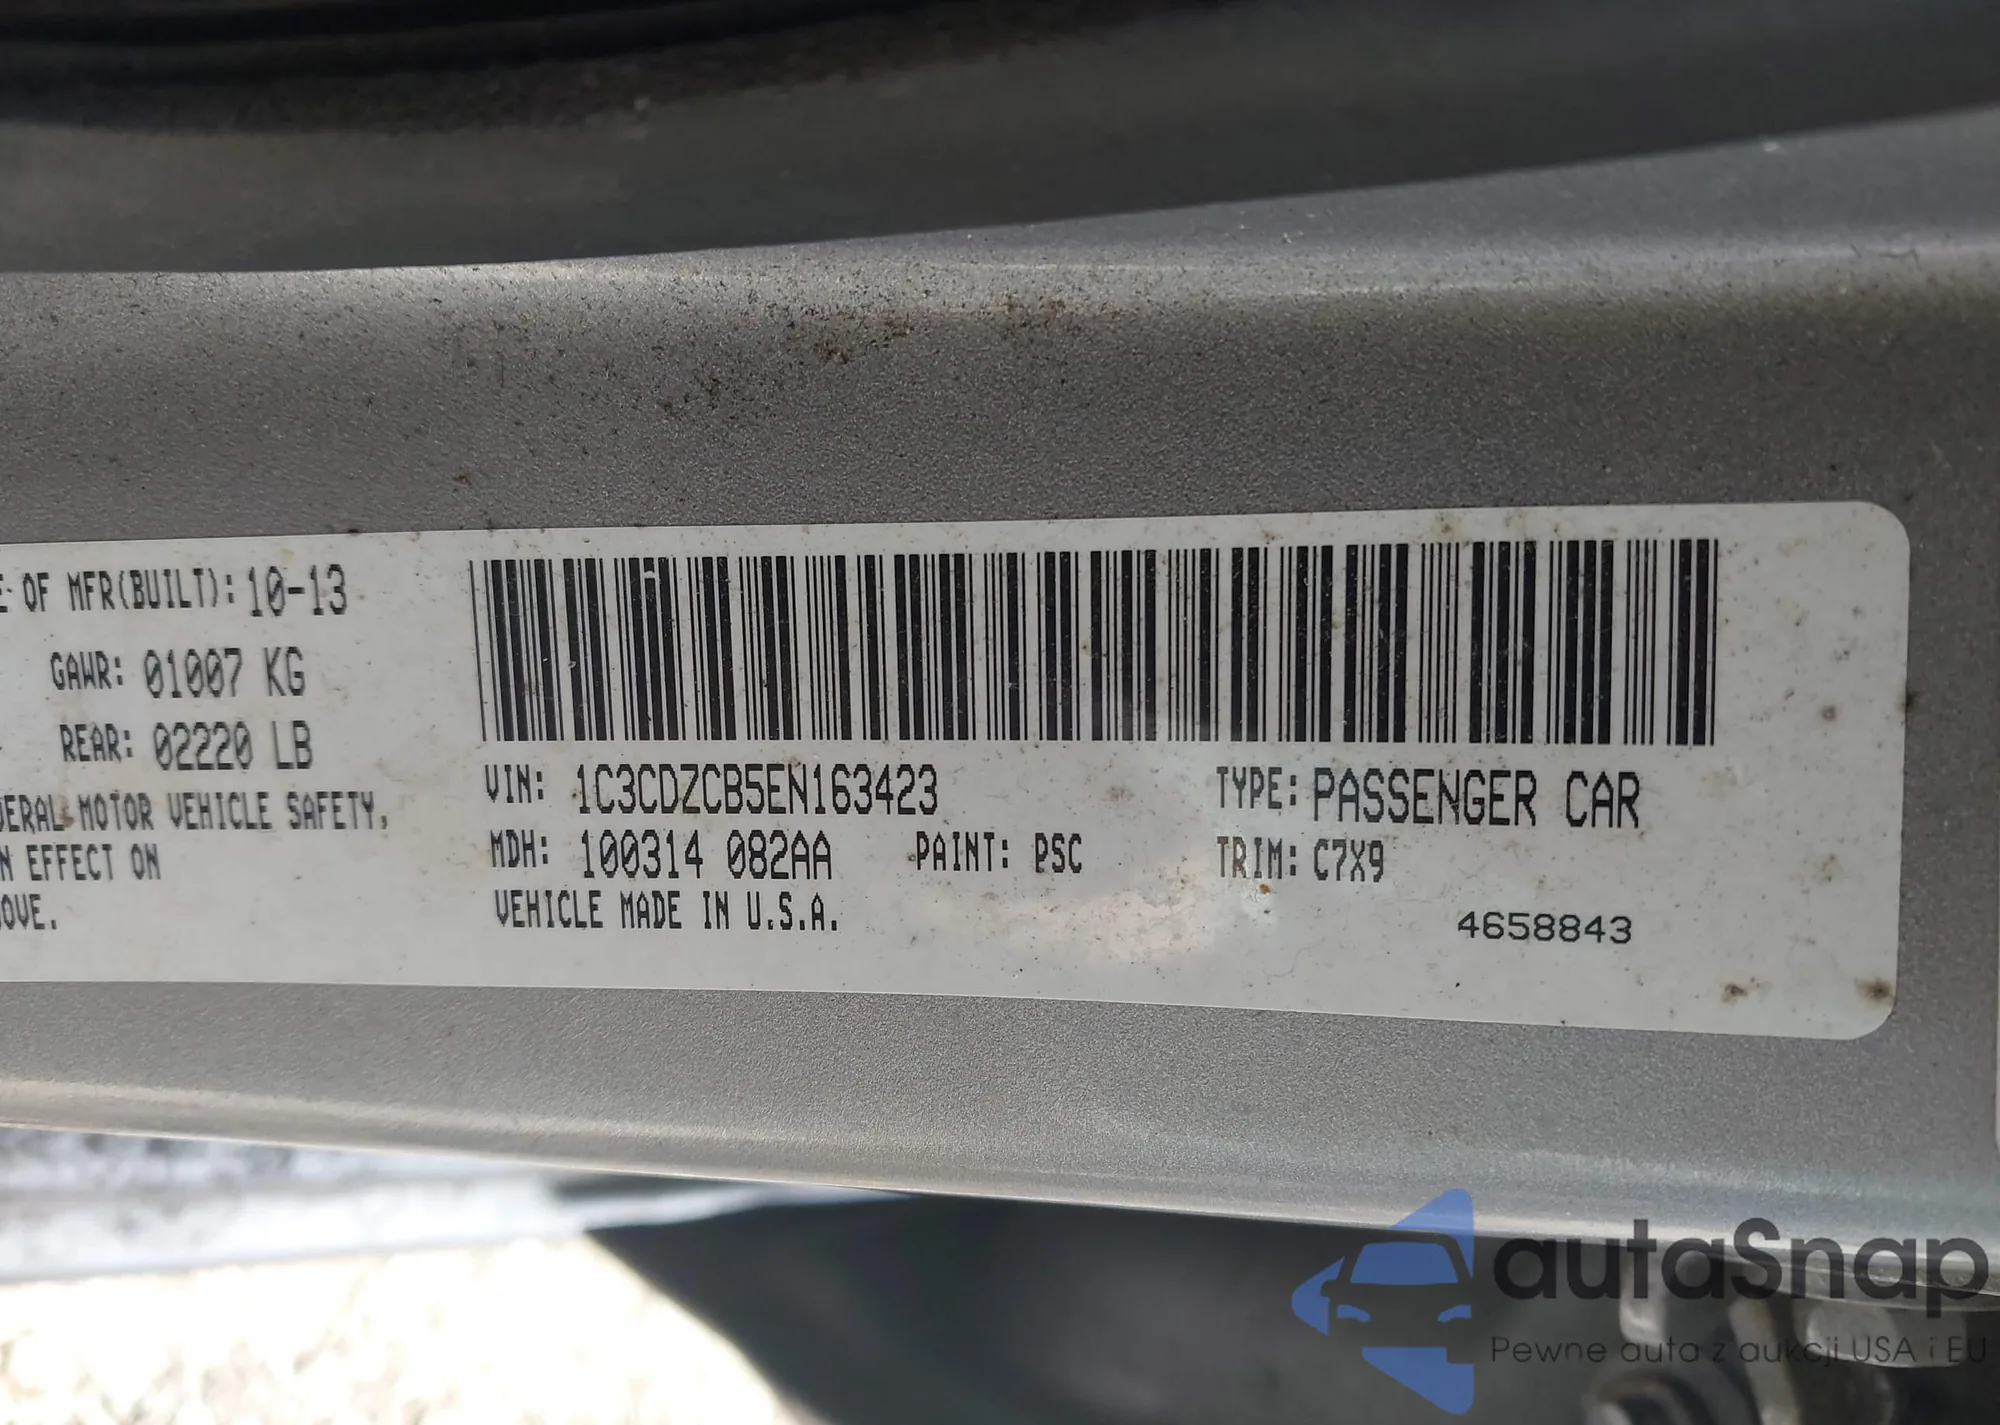 E OF MFR(BUILT): 10-13
GAWR: 01007 KG
REAR: 02220 LB
DERAL MOTOR VEHICLE SAFETY,
N EFFECT ON
OVE.
VIN: 1C3CDZCB5EN163423
TYPE: PASSENGER CAR
MDH: 100314 082AA PAINT: PSC
TRIM: C7X9
VEHICLE MADE IN U.S.A.
4658843
autaSnap
Pewne auta z aukcji USA i EU